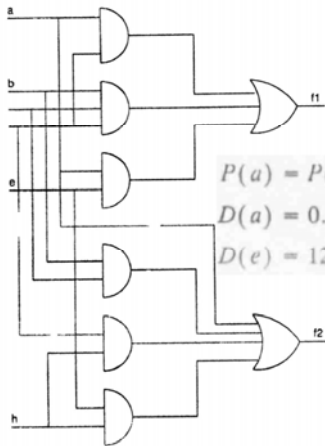 a
b
e
h
f1
f2
P(a) = P
D(a) = 0.
D(e) = 12